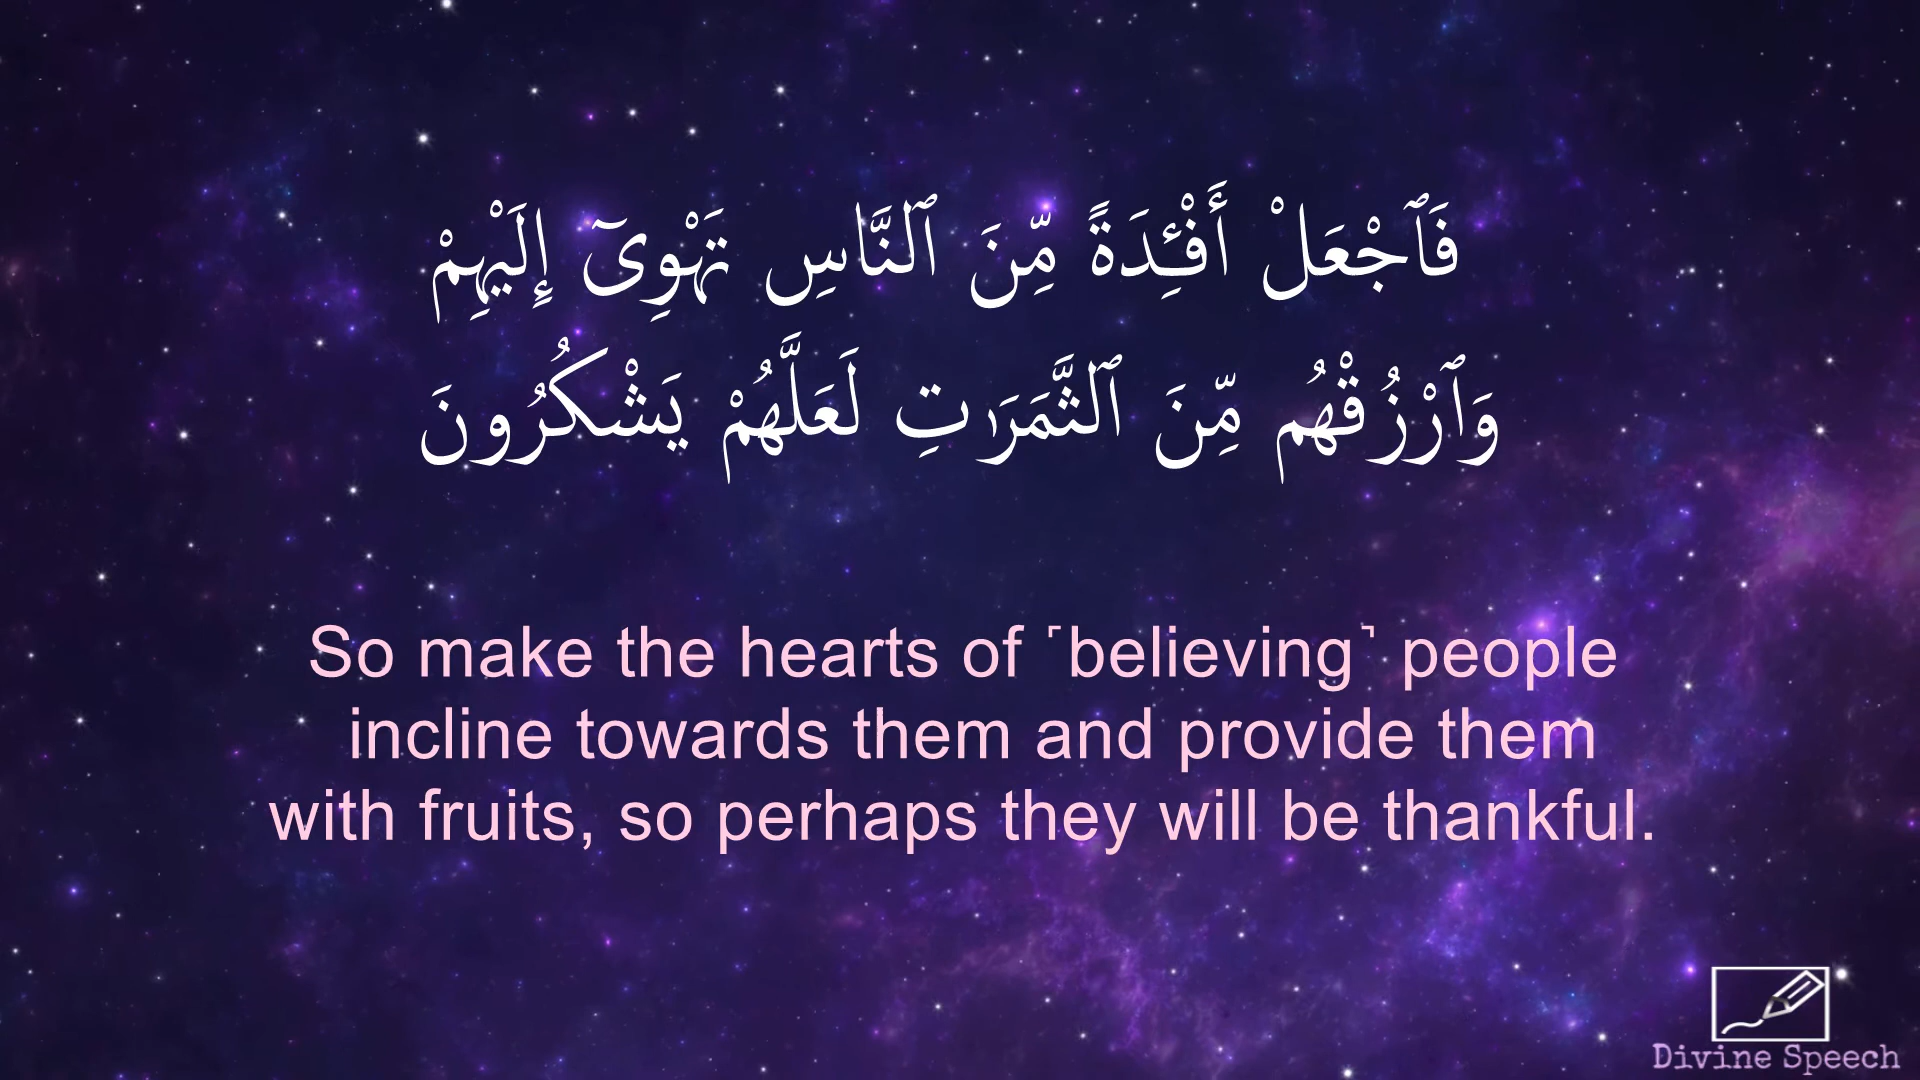 فَٱجْعَلْ أَفْـِٔدَةً مِّنَ ٱلنَّاسِ تَهْوِىٓ إِلَيْهِمْ
وَٱرْزُقْهُم مِّنَ ٱلثَّمَرَٰتِ لَعَلَّهُمْ يَشْكُرُونَ
So make the hearts of ˹believing˺ people
incline towards them and provide them
with fruits, so perhaps they will be thankful.
Divine Speech